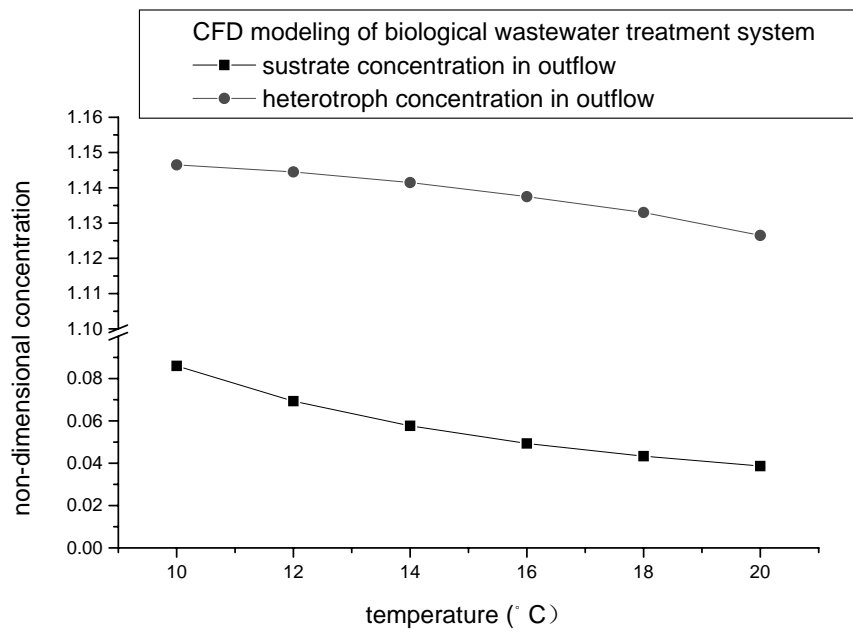 CFD modeling of biological wastewater treatment system
sustrate concentration in outflow
heterotroph concentration in outflow
1.16
1.15
1.14
1.13
1.12
1.11
1.10
0.08
0.06
0.04
0.02
0.00
non-dimensional concentration
10 12 14 16 18 20
temperature (° C）